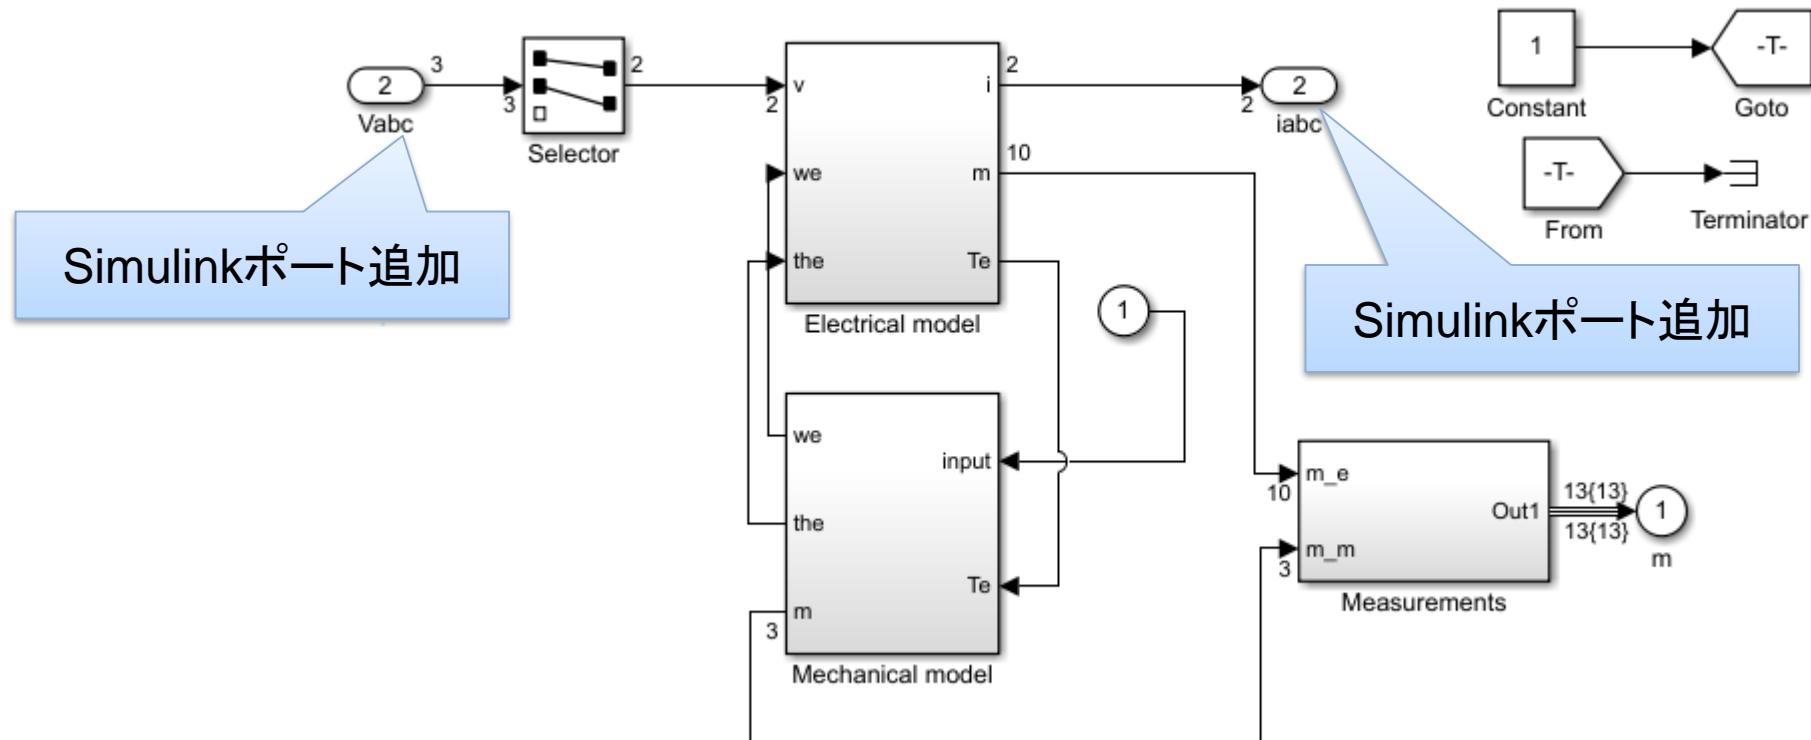 3
2
Vabc
3
Selector
2
v
2
we
the
i
2
m
10
Te
Electrical model
2
2
iabc
1
Constant
-T-
Goto
-T-
From
Terminator
Simulinkポート追加
Simulinkポート追加
1
we
the
m
3
input
Te
Mechanical model
m_e
10
m_m
3
Out1
Measurements
13{13}
13{13}
1
m